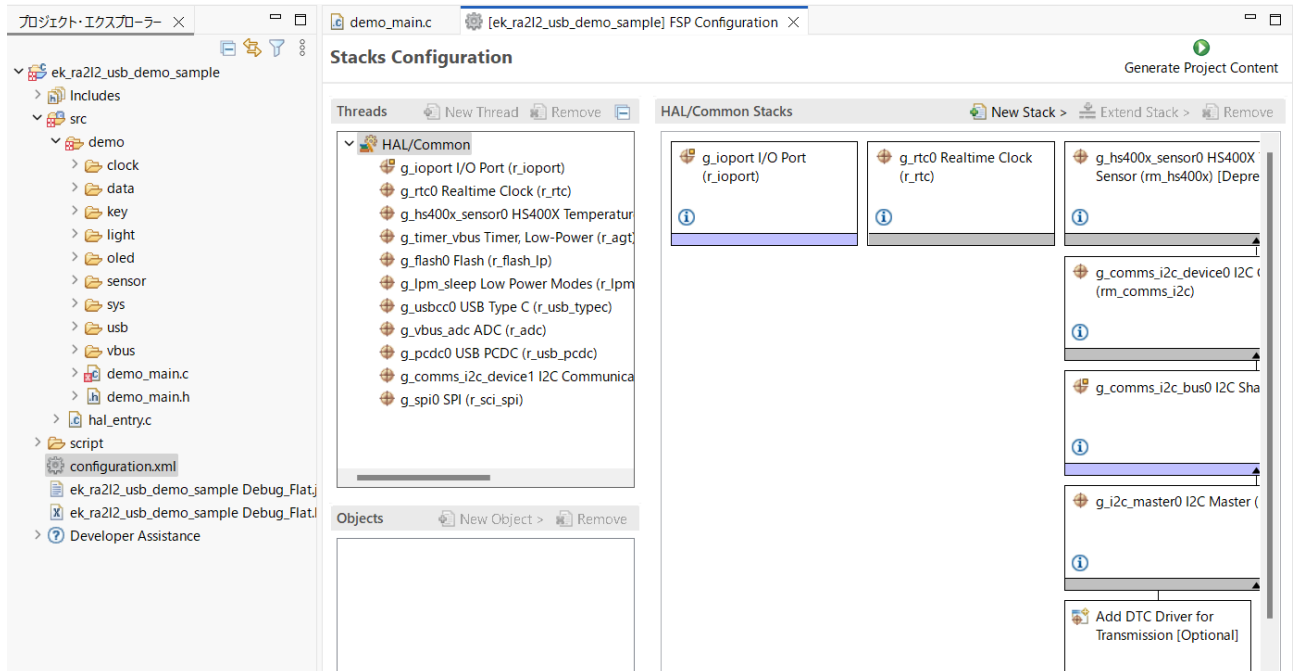 プロジェクト・エクスプローラー
ek_ra2l2_usb_demo_sample
Includes
src
demo
clock
data
key
light
oled
sensor
sys
usb
vbus
demo_main.c
demo_main.h
hal_entry.c
script
configuration.xml
ek_ra2l2_usb_demo_sample Debug_Flat.j
ek_ra2l2_usb_demo_sample Debug_Flat.l
Developer Assistance
demo_main.c
[ek_ra2l2_usb_demo_sample] FSP Configuration
Stacks Configuration
Generate Project Content
Threads
New Thread
Remove
HAL/Common
g_ioport I/O Port (r_ioport)
g_rtc0 Realtime Clock (r_rtc)
g_hs400x_sensor0 HS400X Temperatur
g_timer_vbus Timer, Low-Power (r_agt)
g_flash0 Flash (r_flash_lp)
g_lpm_sleep Low Power Modes (r_lpm
g_usbcc0 USB Type C (r_usb_typec)
g_vbus_adc ADC (r_adc)
g_pcdc0 USB PCDC (r_usb_pcdc)
g_comms_i2c_device1 I2C Communica
g_spi0 SPI (r_sci_spi)
Objects
New Object >
Remove
HAL/Common Stacks
New Stack >
Extend Stack >
Remove
g_ioport I/O Port
(r_ioport)
g_rtc0 Realtime Clock
(r_rtc)
g_hs400x_sensor0 HS400X
Sensor (rm_hs400x) [Depre
g_comms_i2c_device0 I2C
(rm_comms_i2c)
g_comms_i2c_bus0 I2C Sha
g_i2c_master0 I2C Master (
Add DTC Driver for
Transmission [Optional]